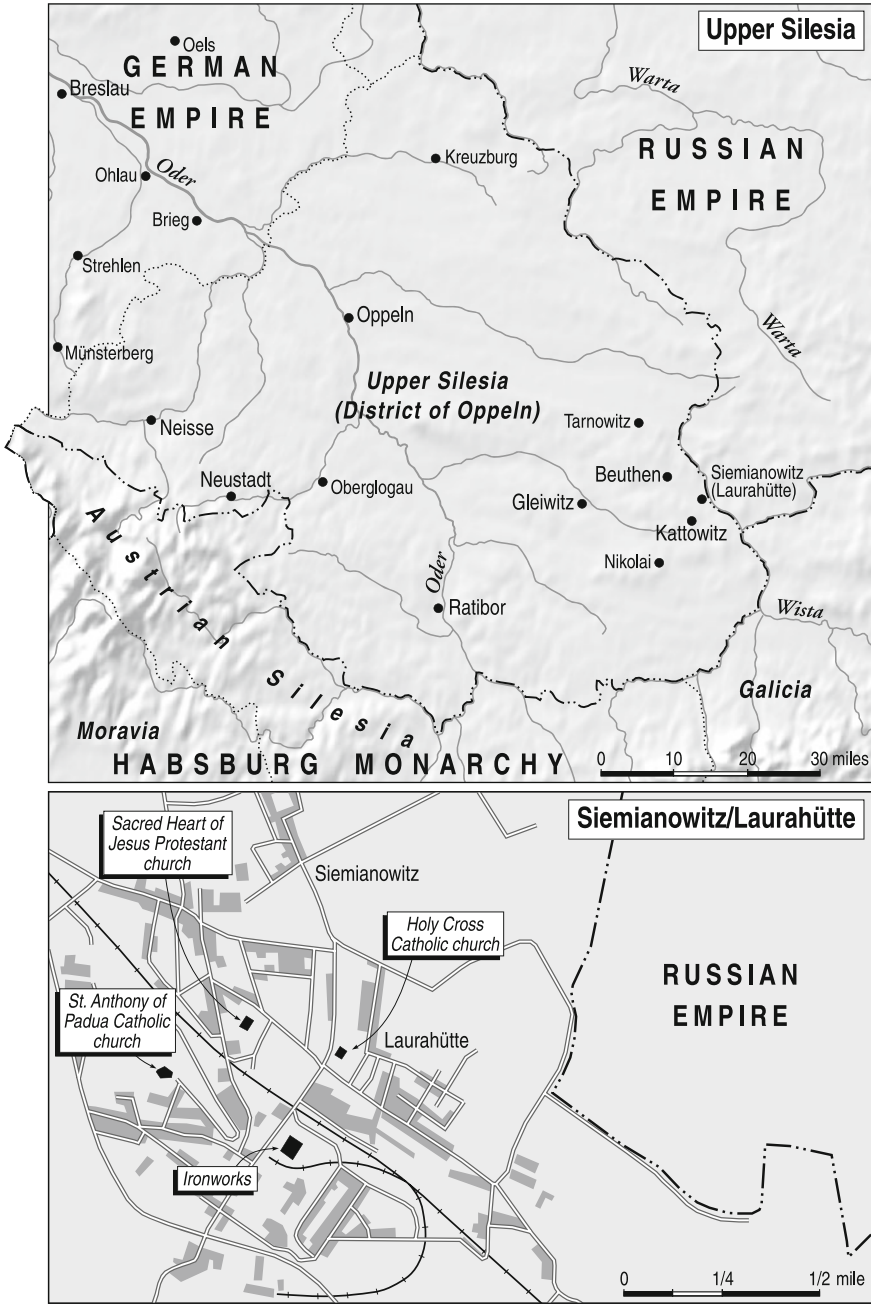 Upper Silesia
Oels
GERMAN
EMPIRE
Breslau
Warta
RUSSIAN
EMPIRE
Kreuzburg
Ohlau
Oder
Brieg
Strehlen
Warta
Oppeln
Münsterberg
Upper Silesia
(District of Oppeln)
Neisse
Tarnowitz
Neustadt
Oberglogau
Beuthen
Siemianowitz
(Laurahütte)
Gleiwitz
Kattowitz
Nikolai
Austrian Silesia
Oder
Ratibor
Wista
Galicia
Moravia
HABSBURG MONARCHY
0 10 20 30 miles
Siemianowitz/Laurahütte
Sacred Heart of
Jesus Protestant
church
Siemianowitz
Holy Cross
Catholic church
RUSSIAN
EMPIRE
St. Anthony of
Padua Catholic
church
Laurahütte
Ironworks
0 1/4 1/2 mile